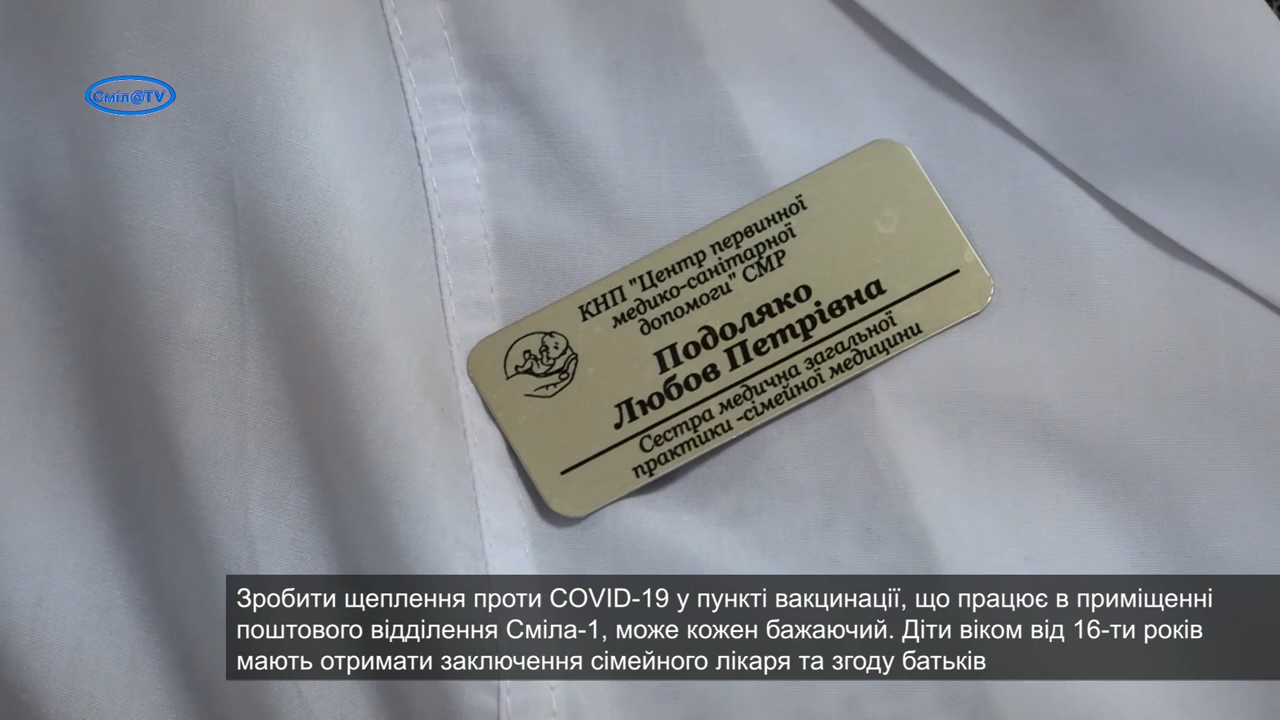 Сміл@TV
КНП "Центр первинної
медико-санітарної
допомоги" СМР
Подоляко
Любов Петрівна
Сестра медична загальної
практики -сімейної медицини
Зробити щеплення проти COVID-19 у пункті вакцинації, що працює в приміщенні
поштового відділення Сміла-1, може кожен бажаючий. Діти віком від 16-ти років
мають отримати заключення сімейного лікаря та згоду батьків